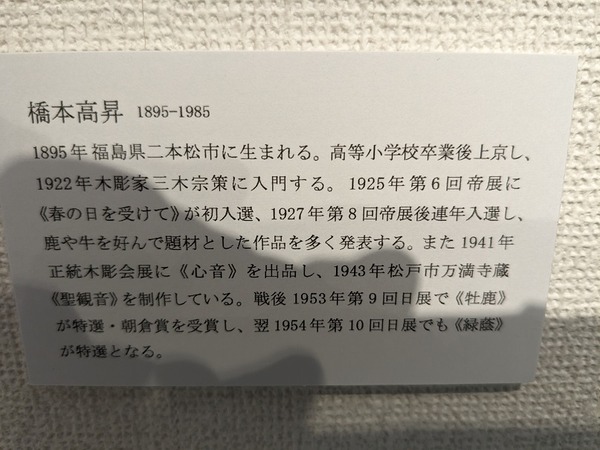 橋本高昇 1895-1985
1895年福島県二本松市に生まれる。高等小学校卒業後上京し、
1922年木彫家三木宗策に入門する。1925年第6回帝展に
《春の日を受けて》が初入選、1927年第8回帝展後連年入選し、
鹿や牛を好んで題材とした作品を多く発表する。また1941年
正統木彫会展に《心音》を出品し、1943年松戸市万満寺蔵
《聖観音》を制作している。戦後1953年第9回日展で《牡鹿》
が特選・朝倉賞を受賞し、翌1954年第10回日展でも《緑蔭》
が特選となる。